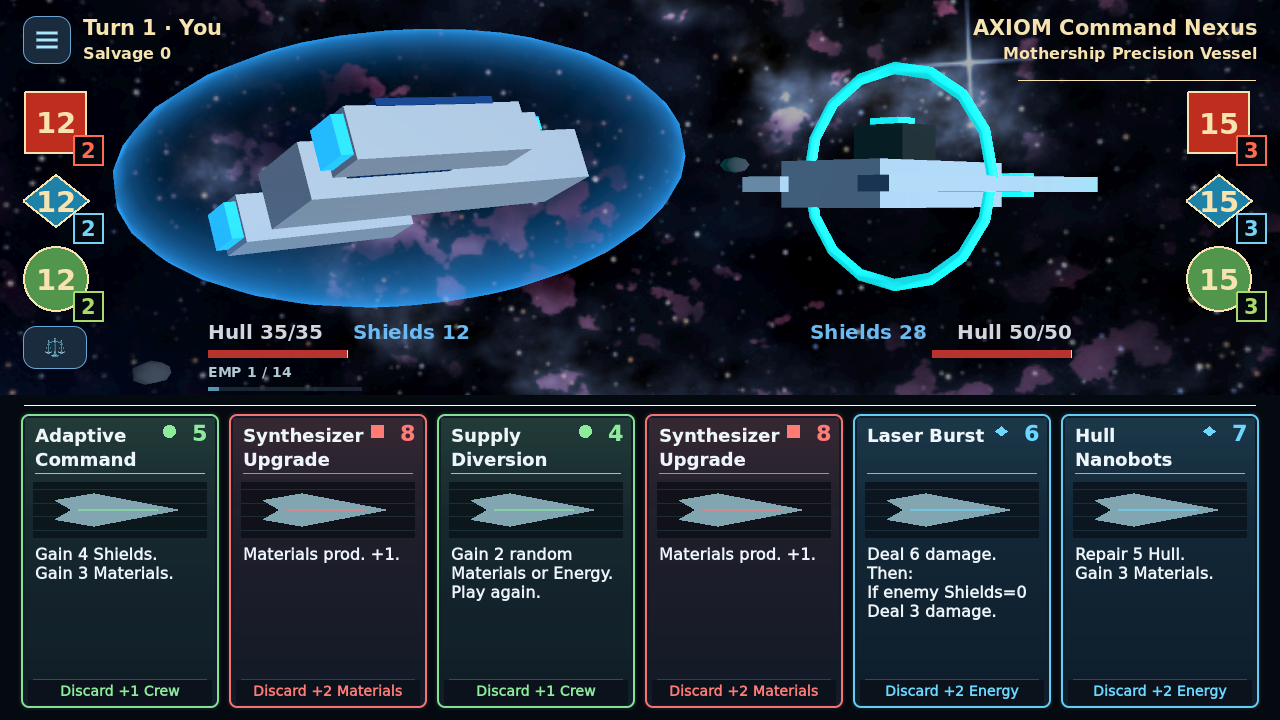 Turn 1 · You
Salvage 0
AXIOM Command Nexus
Mothership Precision Vessel
12
2
12
2
12
2
15
3
15
3
15
3
Hull 35/35
Shields 12
EMP 1 / 14
Shields 28
Hull 50/50
Adaptive Command
5
Gain 4 Shields.
Gain 3 Materials.
Discard +1 Crew
Synthesizer Upgrade
8
Materials prod. +1.
Discard +2 Materials
Supply Diversion
4
Gain 2 random
Materials or Energy.
Play again.
Discard +1 Crew
Synthesizer Upgrade
8
Materials prod. +1.
Discard +2 Materials
Laser Burst
6
Deal 6 damage.
Then:
If enemy Shields=0
Deal 3 damage.
Discard +2 Energy
Hull Nanobots
7
Repair 5 Hull.
Gain 3 Materials.
Discard +2 Energy